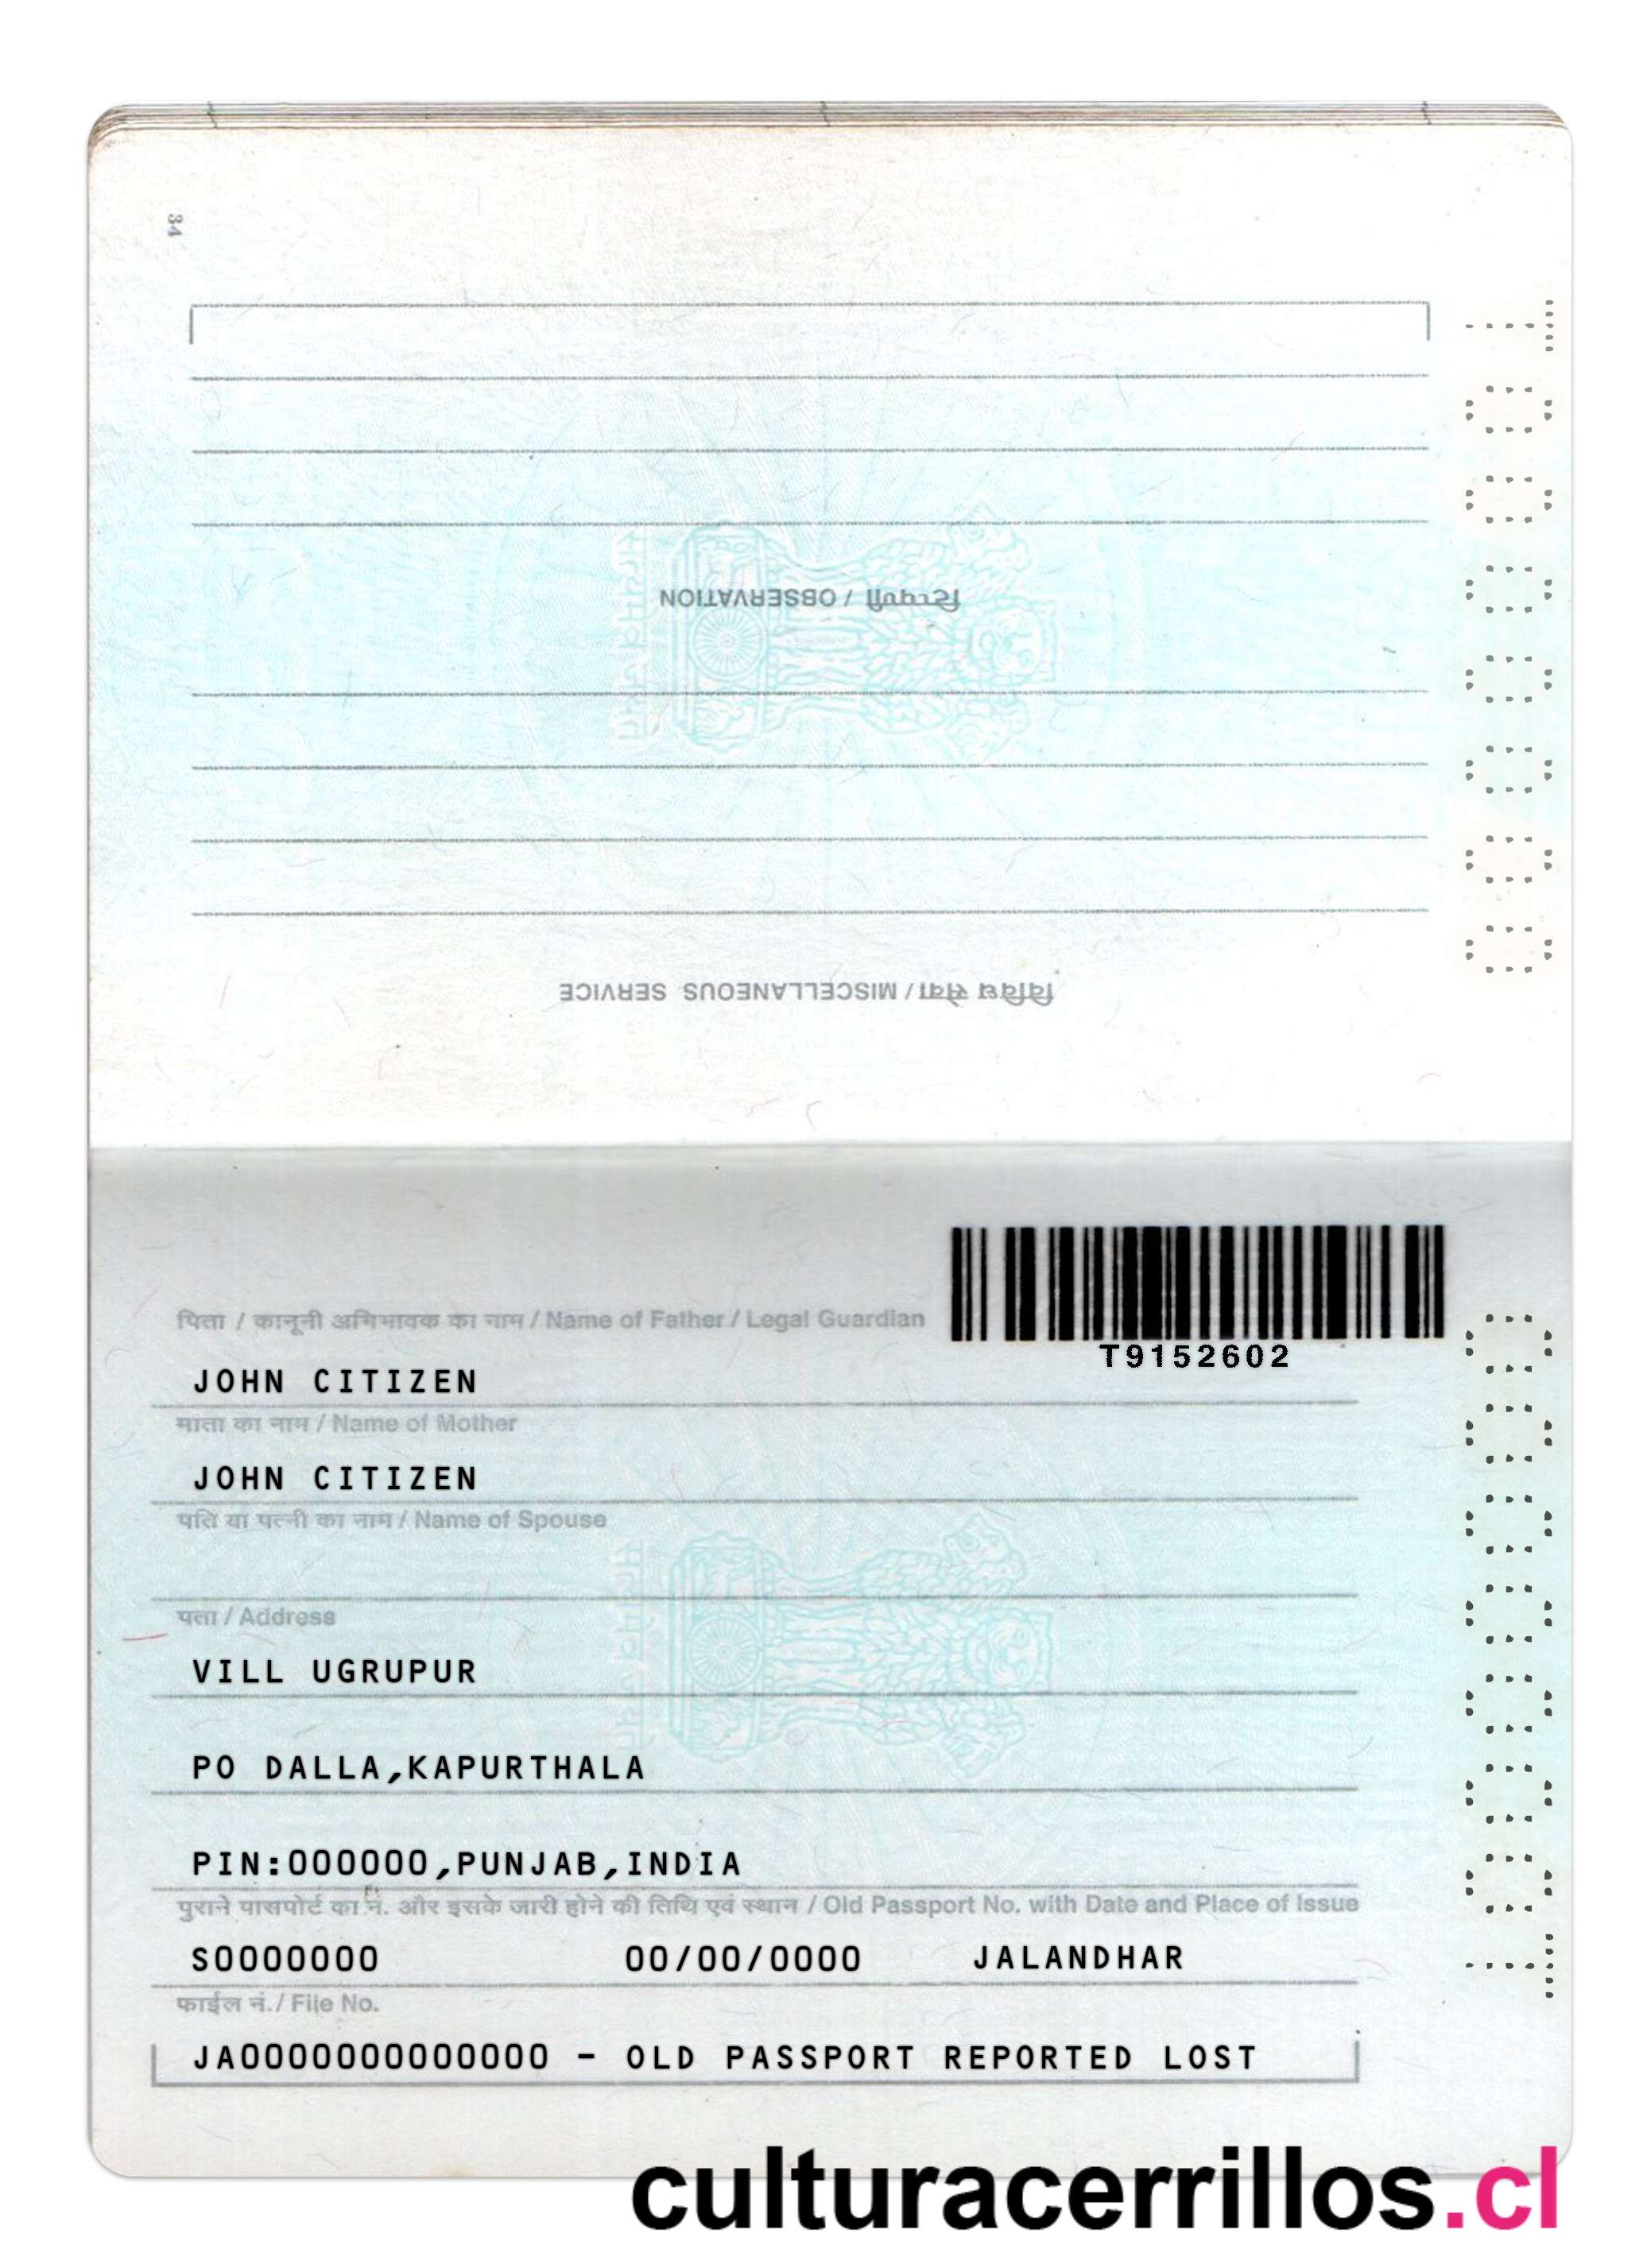 34
टिप्पणी / OBSERVATION
विविध सेवा / MISCELLANEOUS SERVICE
T0000000
पिता / कानूनी अभिभावक का नाम / Name of Father / Legal Guardian
T9152602
JOHN CITIZEN
माता का नाम / Name of Mother
JOHN CITIZEN
पति या पत्नी का नाम / Name of Spouse
पता / Address
VILL UGRUPUR
PO DALLA,KAPURTHALA
PIN:000000,PUNJAB,INDIA
पुराने पासपोर्ट का नं. और इसके जारी होने की तिथि एवं स्थान / Old Passport No. with Date and Place of Issue
S0000000 00/00/0000 JALANDHAR
फाईल नं./ File No.
JA0000000000000 - OLD PASSPORT REPORTED LOST
T0000000
culturacerrillos.cl